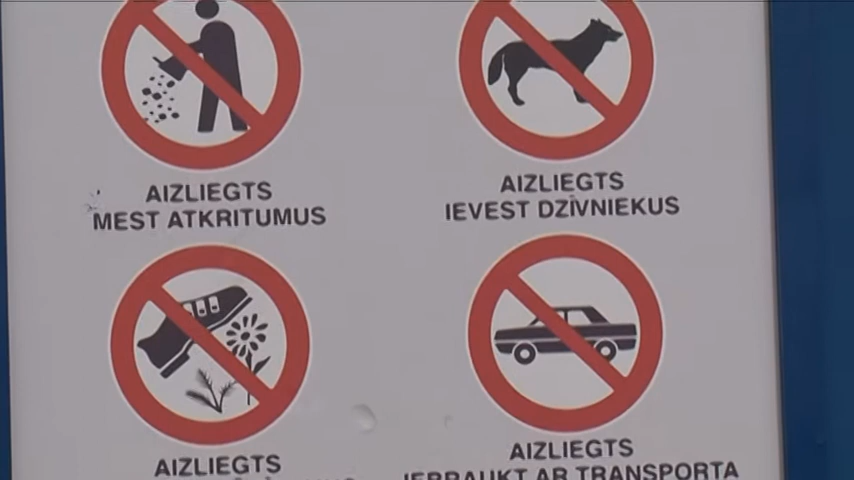 AIZLIEGTS
MEST ATKRITUMUS
AIZLIEGTS
IEVEST DZĪVNIEKUS
AIZLIEGTS
AIZLIEGTS
IEBRAUKT AR TRANSPORTA